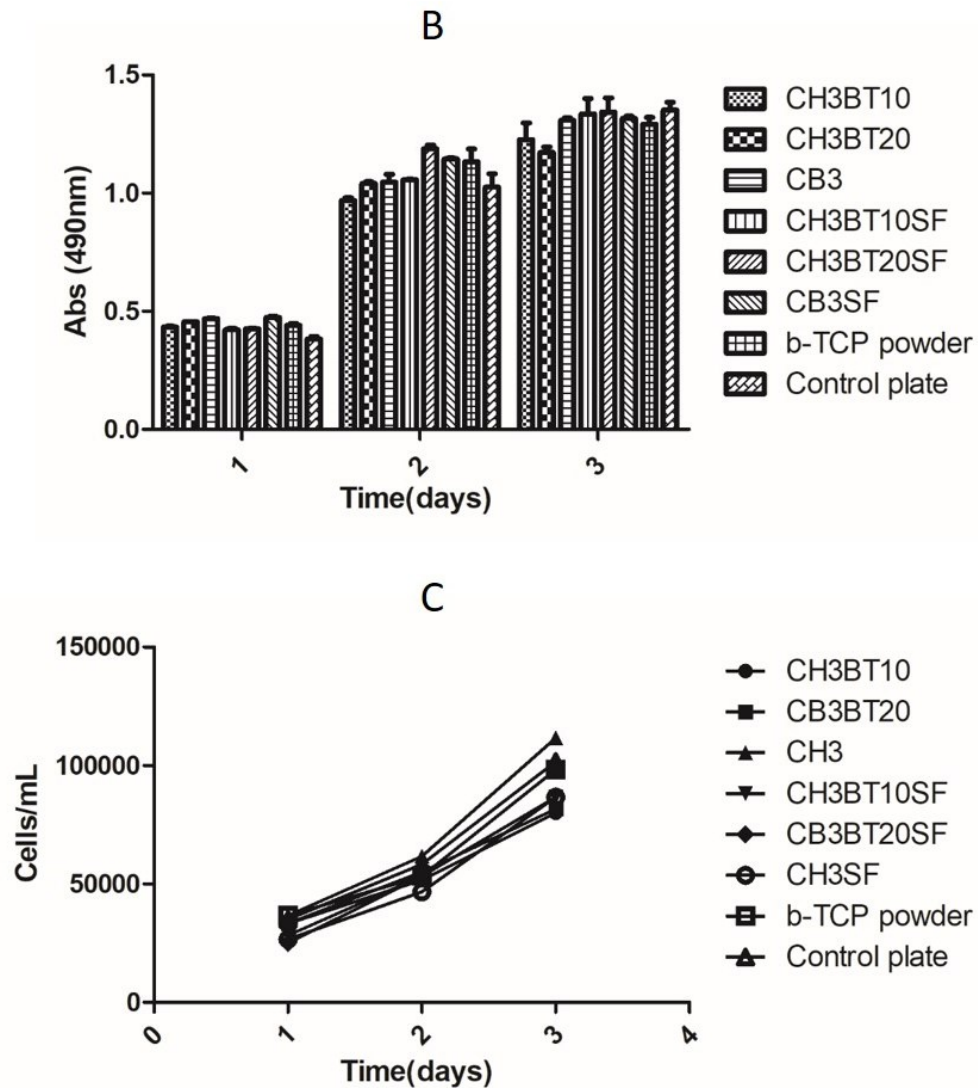 B
1.5
1.0
0.5
0.0
Abs (490nm)
1
2
3
Time(days)
CH3BT10
CH3BT20
CB3
CH3BT10SF
CH3BT20SF
CB3SF
b-TCP powder
Control plate
C
150000
100000
50000
0
Cells/mL
0
1
2
3
4
Time(days)
CH3BT10
CB3BT20
CH3
CH3BT10SF
CB3BT20SF
CH3SF
b-TCP powder
Control plate